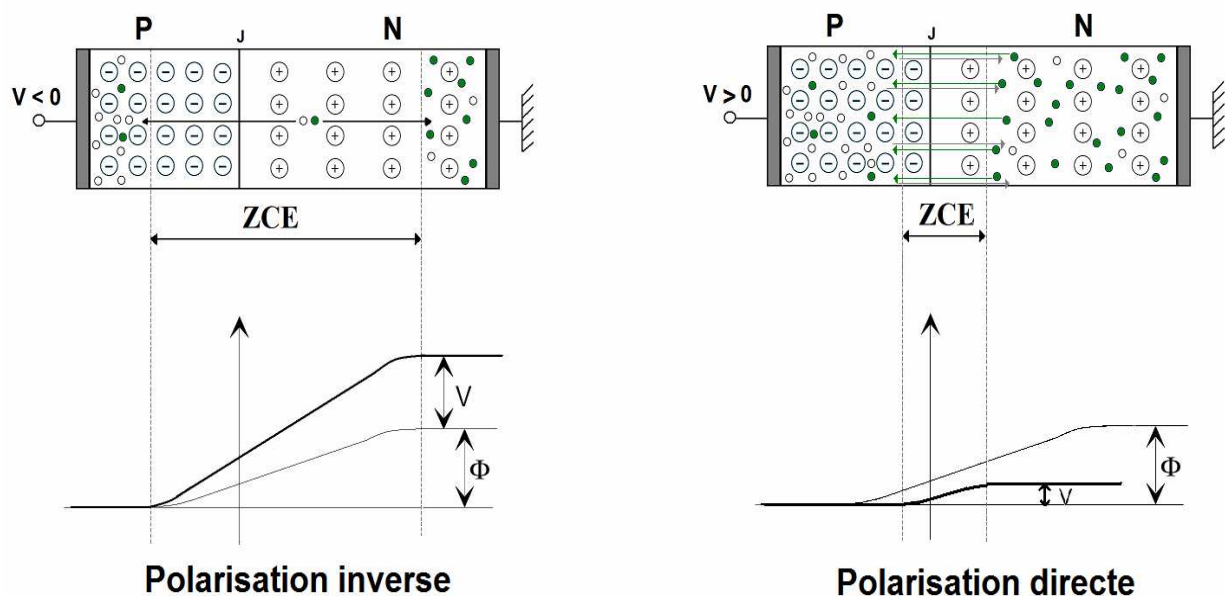 P J N
V < 0
ZCE
V
Φ
Polarisation inverse
P J N
V > 0
ZCE
Φ
V
Polarisation directe